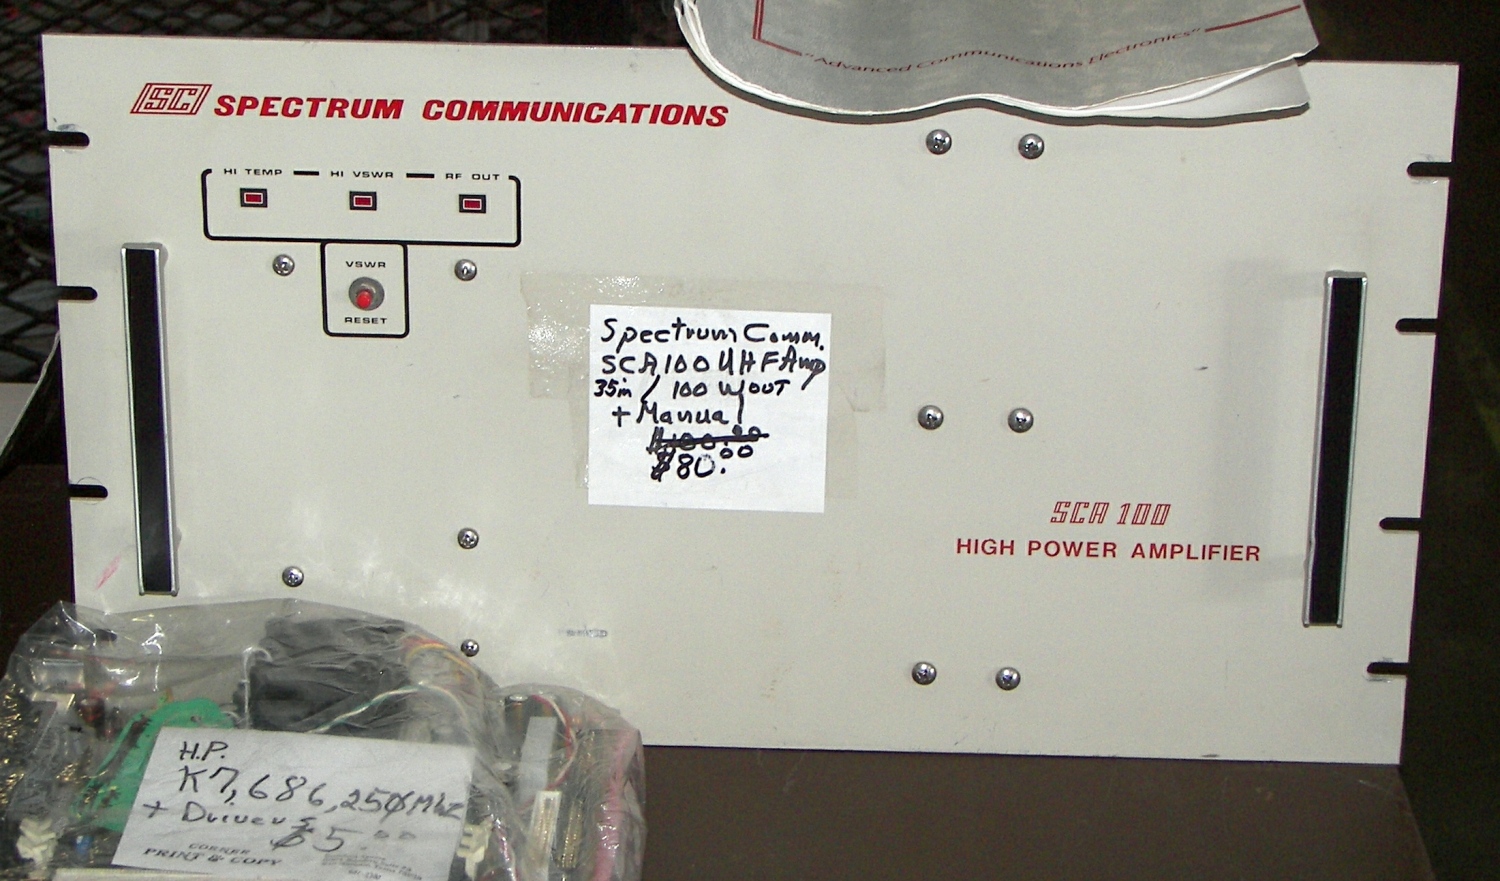 "Advanced Communications Electronics"
SCI SPECTRUM COMMUNICATIONS
HI TEMP HI VSWR RF OUT
VSWR
RESET
Spectrum Comm.
SCA100 UHF Amp
35in / 100 W out
+ Manual
$100.00
$80.00
SCA 100
HIGH POWER AMPLIFIER
H.P.
K7,686,250 MHz
+ Driver
$5.00
CORNER
PRINT & COPY